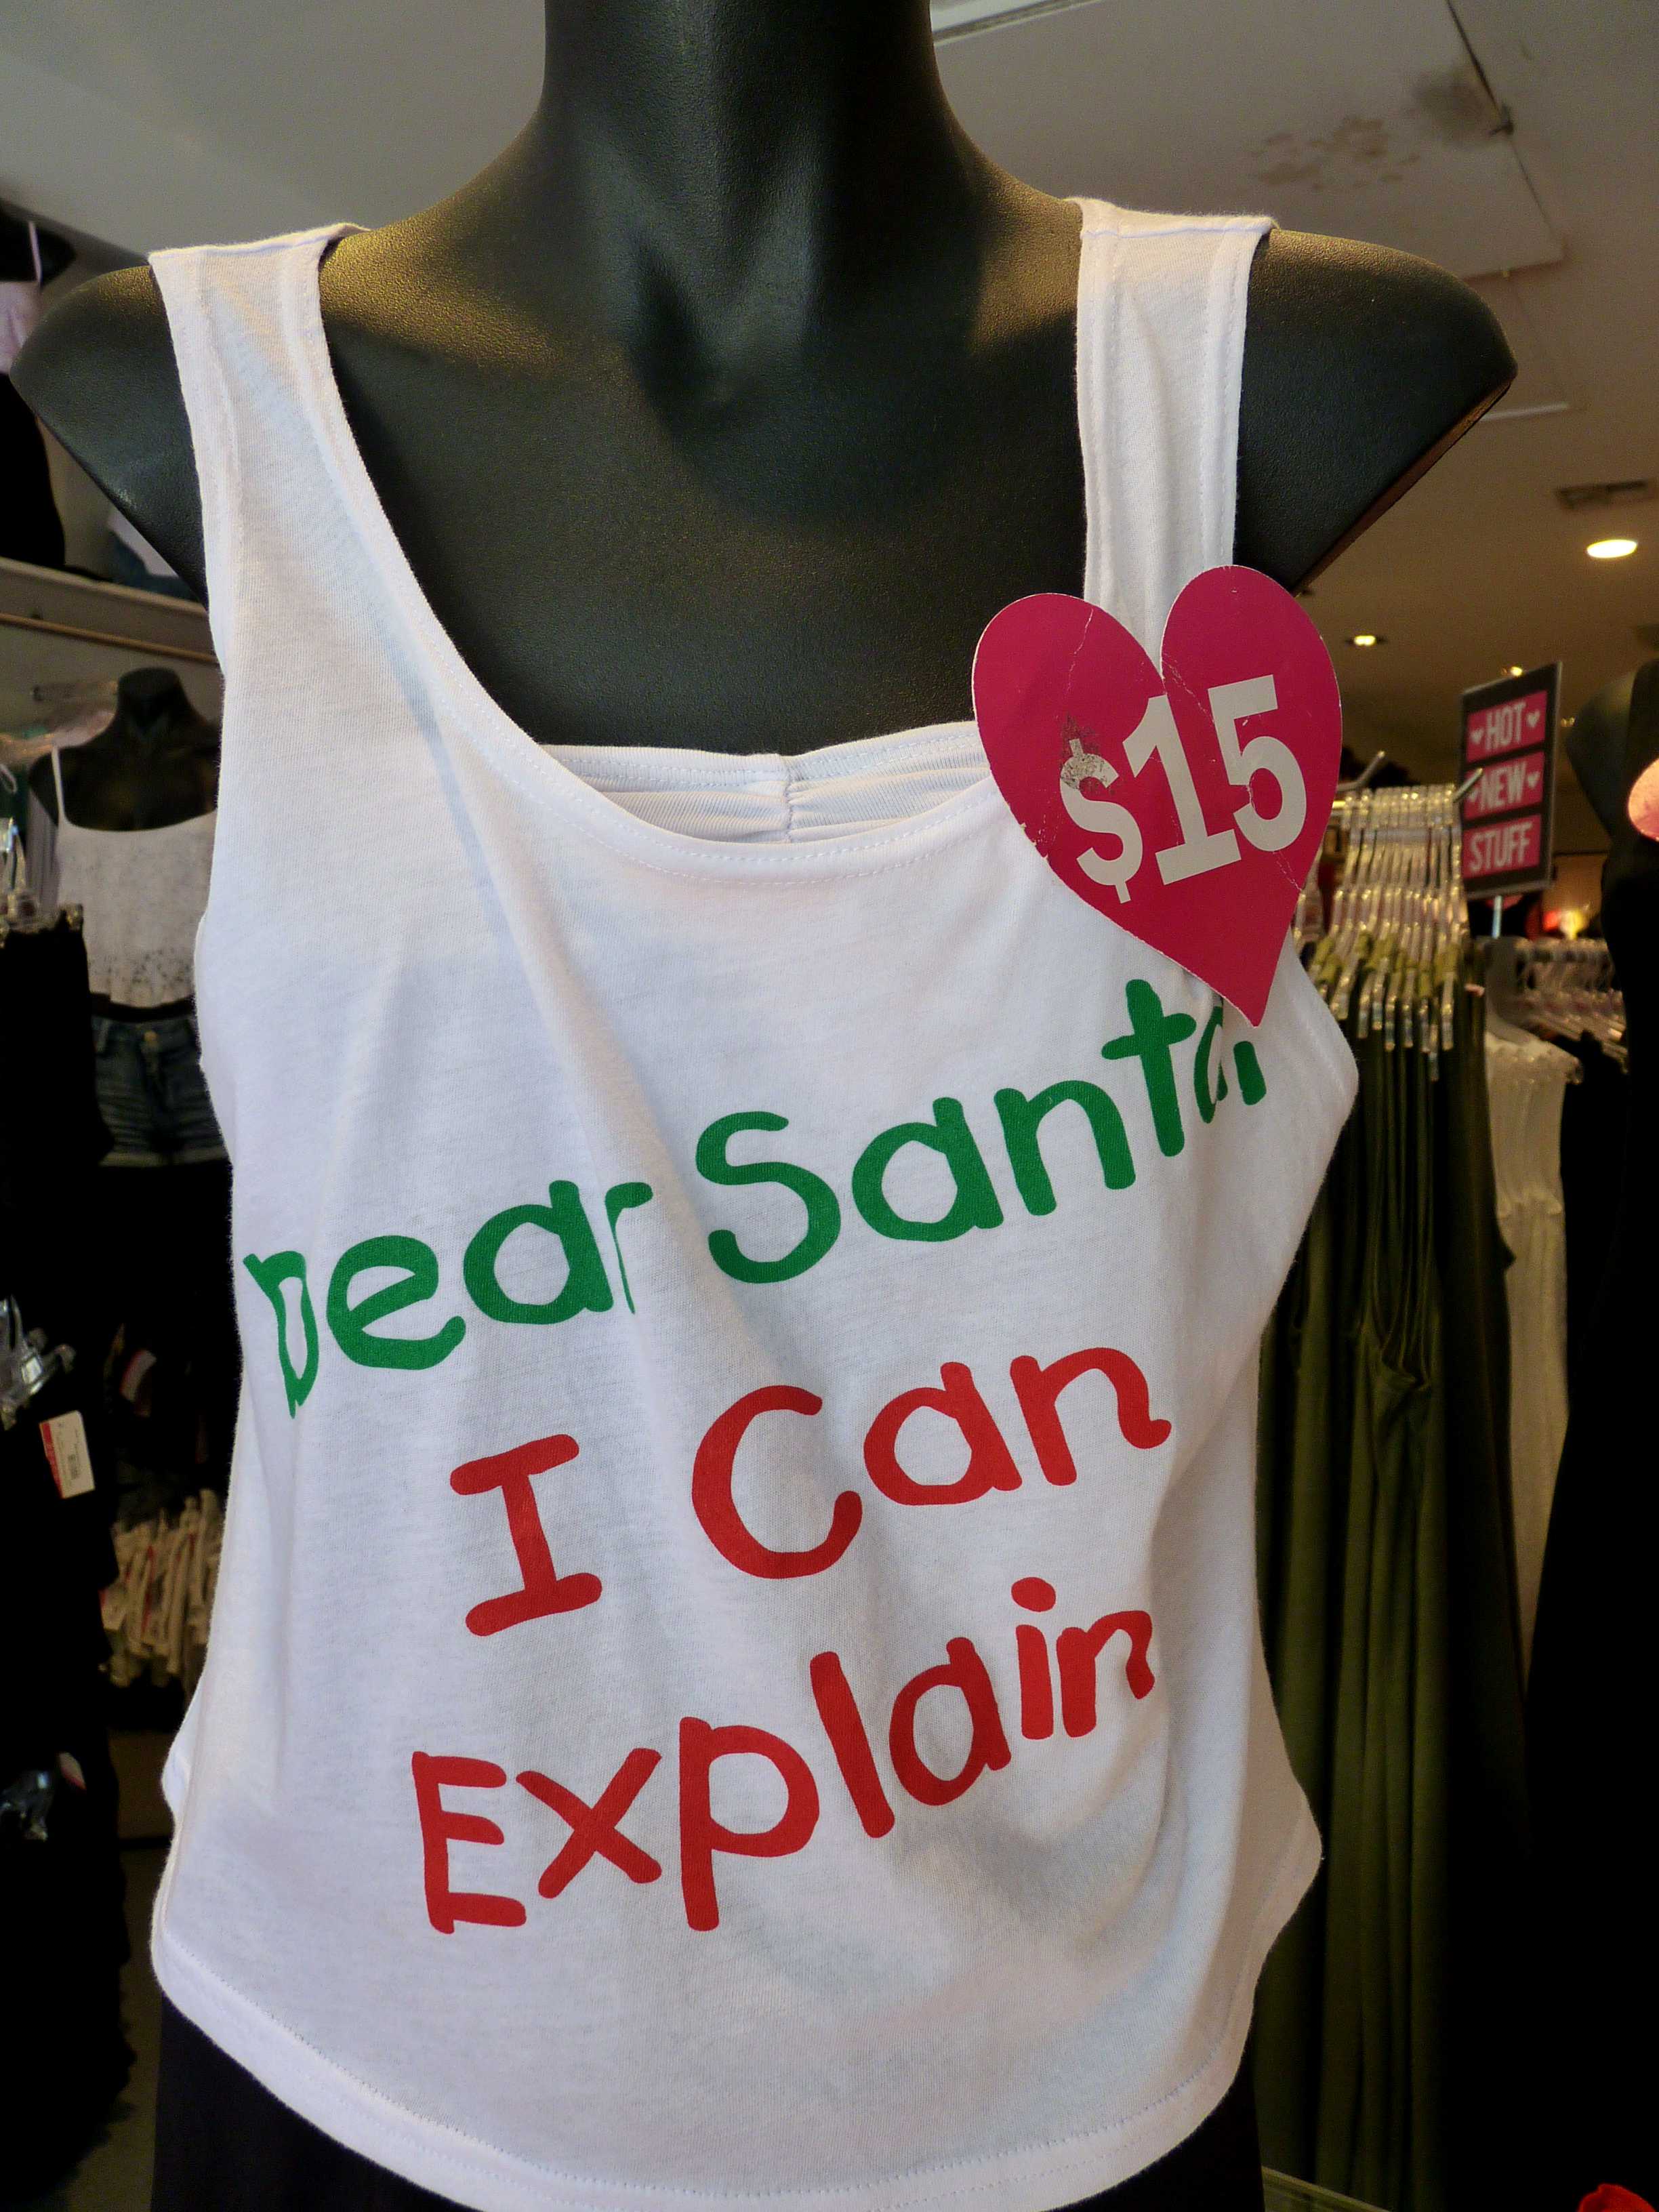 $15
HOT
NEW
STUFF
Dear Santa
I Can
Explain